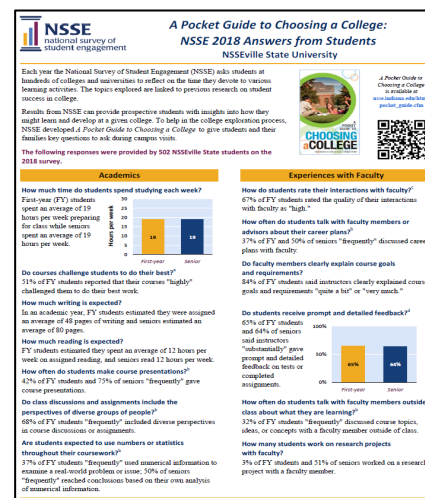 NSSE
national survey of
student engagement
A Pocket Guide to Choosing a College:
NSSE 2018 Answers from Students
NSSEville State University
Each year the National Survey of Student Engagement (NSSE) asks students at
hundreds of colleges and universities to reflect on the time they devote to various
learning activities. The topics explored are linked to previous research on student
success in college.
Results from NSSE can provide prospective students with insights into how they
might learn and develop at a given college. To help in the college exploration process,
NSSE developed A Pocket Guide to Choosing a College to give students and their
families key questions to ask during campus visits.
The following responses were provided by 502 NSSEville State students on the
2018 survey.
A POCKET GUIDE TO
CHOOSING
a COLLEGE
A Pocket Guide to
Choosing a College
is available at
nsse.indiana.edu/htm
pocket_guide.cfm
Academics
How much time do students spend studying each week?
First-year (FY) students
spent an average of 19
hours per week preparing
for class while seniors
spent an average of 19
hours per week.
Hours per week
30
25
20
15
10
5
0
19
19
First-year
Senior
Do courses challenge students to do their best?a
51% of FY students reported that their courses "highly"
challenged them to do their best work.
How much writing is expected?
In an academic year, FY students estimated they were assigned
an average of 48 pages of writing and seniors estimated an
average of 80 pages.
How much reading is expected?
FY students estimated they spent an average of 12 hours per
week on assigned reading, and seniors read 12 hours per week.
How often do students make course presentations?b
42% of FY students and 75% of seniors "frequently" gave
course presentations.
Do class discussions and assignments include the
perspectives of diverse groups of people?b
68% of FY students "frequently" included diverse perspectives
in course discussions or assignments.
Are students expected to use numbers or statistics
throughout their coursework?b
37% of FY students "frequently" used numerical information to
examine a real-world problem or issue; 50% of seniors
"frequently" reached conclusions based on their own analysis
of numerical information.
Experiences with Faculty
How do students rate their interactions with faculty?c
67% of FY students rated the quality of their interactions
with faculty as "high."
How often do students talk with faculty members or
advisors about their career plans?b
37% of FY and 50% of seniors "frequently" discussed career
plans with faculty.
Do faculty members clearly explain course goals
and requirements?
84% of FY students said instructors clearly explained course
goals and requirements "quite a bit" or "very much."
Do students receive prompt and detailed feedback?d
65% of FY students
and 64% of seniors
said instructors
"substantially" gave
prompt and detailed
feedback on tests or
completed
assignments.
100%
50%
0%
65%
64%
First-year
Senior
How often do students talk with faculty members outside
class about what they are learning?b
32% of FY students "frequently" discussed course topics,
ideas, or concepts with a faculty member outside of class.
How many students work on research projects
with faculty?
3% of FY students and 51% of seniors worked on a research
project with a faculty member.